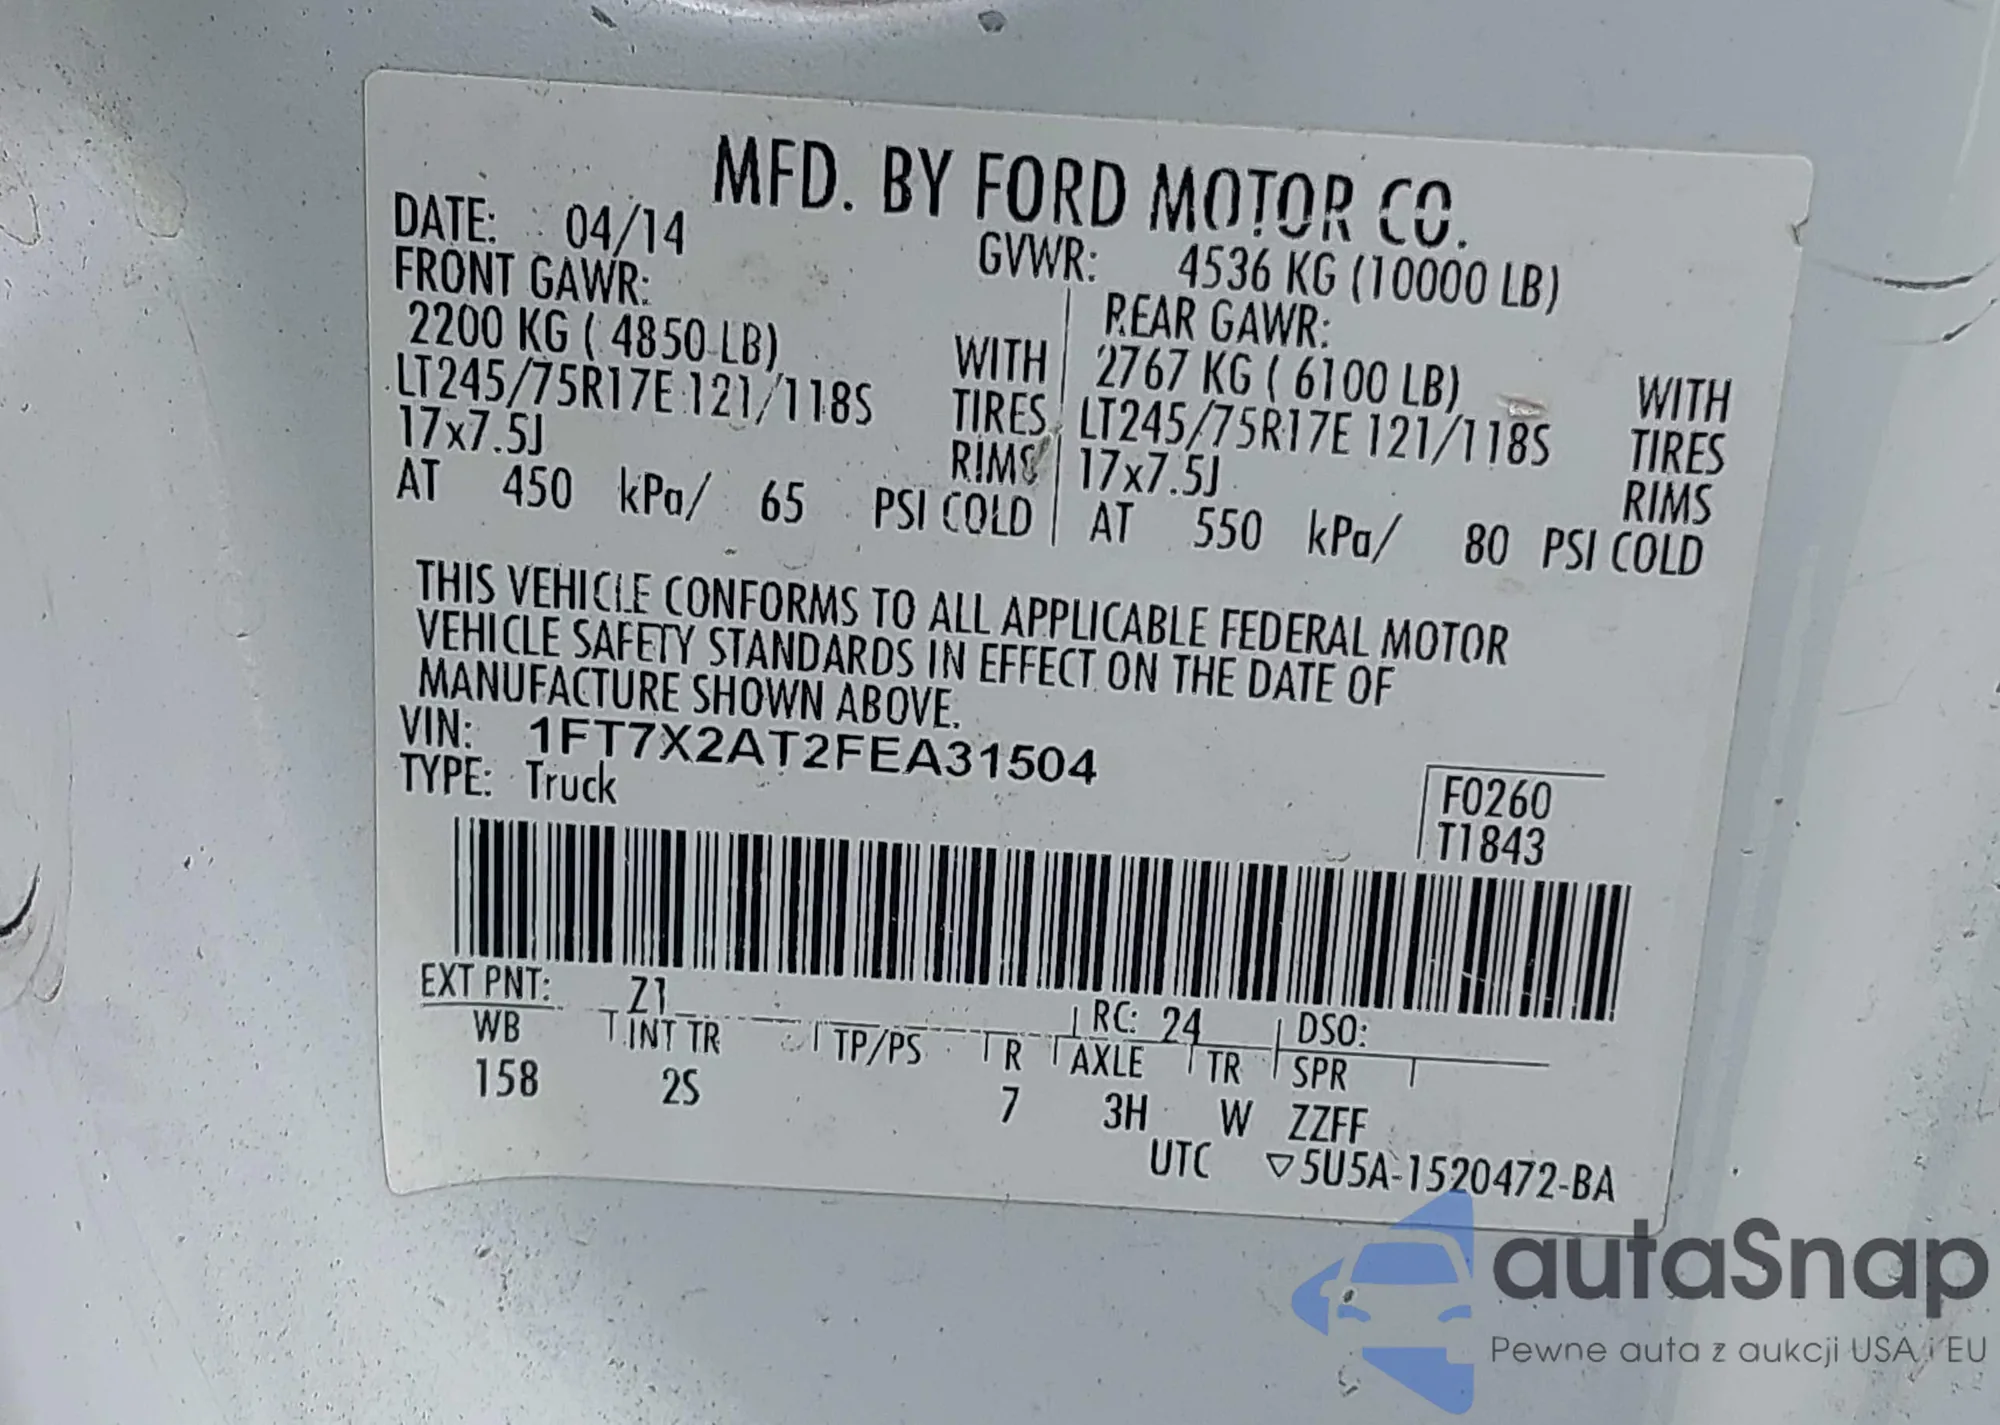 MFD. BY FORD MOTOR CO.
DATE: 04/14 GVWR: 4536 KG (10000 LB)
FRONT GAWR: REAR GAWR:
2200 KG ( 4850 LB) WITH 2767 KG ( 6100 LB) WITH
LT245/75R17E 121/118S TIRES LT245/75R17E 121/118S TIRES
17x7.5J RIMS 17x7.5J RIMS
AT 450 kPa/ 65 PSI COLD AT 550 kPa/ 80 PSI COLD
THIS VEHICLE CONFORMS TO ALL APPLICABLE FEDERAL MOTOR
VEHICLE SAFETY STANDARDS IN EFFECT ON THE DATE OF
MANUFACTURE SHOWN ABOVE.
VIN: 1FT7X2AT2FEA31504
TYPE: Truck
F0260
T1843
EXT PNT: Z1 RC: 24 DSO:
WB INT TR TP/PS R AXLE TR SPR
158 2S 7 3H W ZZFF
UTC ▽5U5A-1520472-BA
autaSnap
Pewne auta z aukcji USA i EU